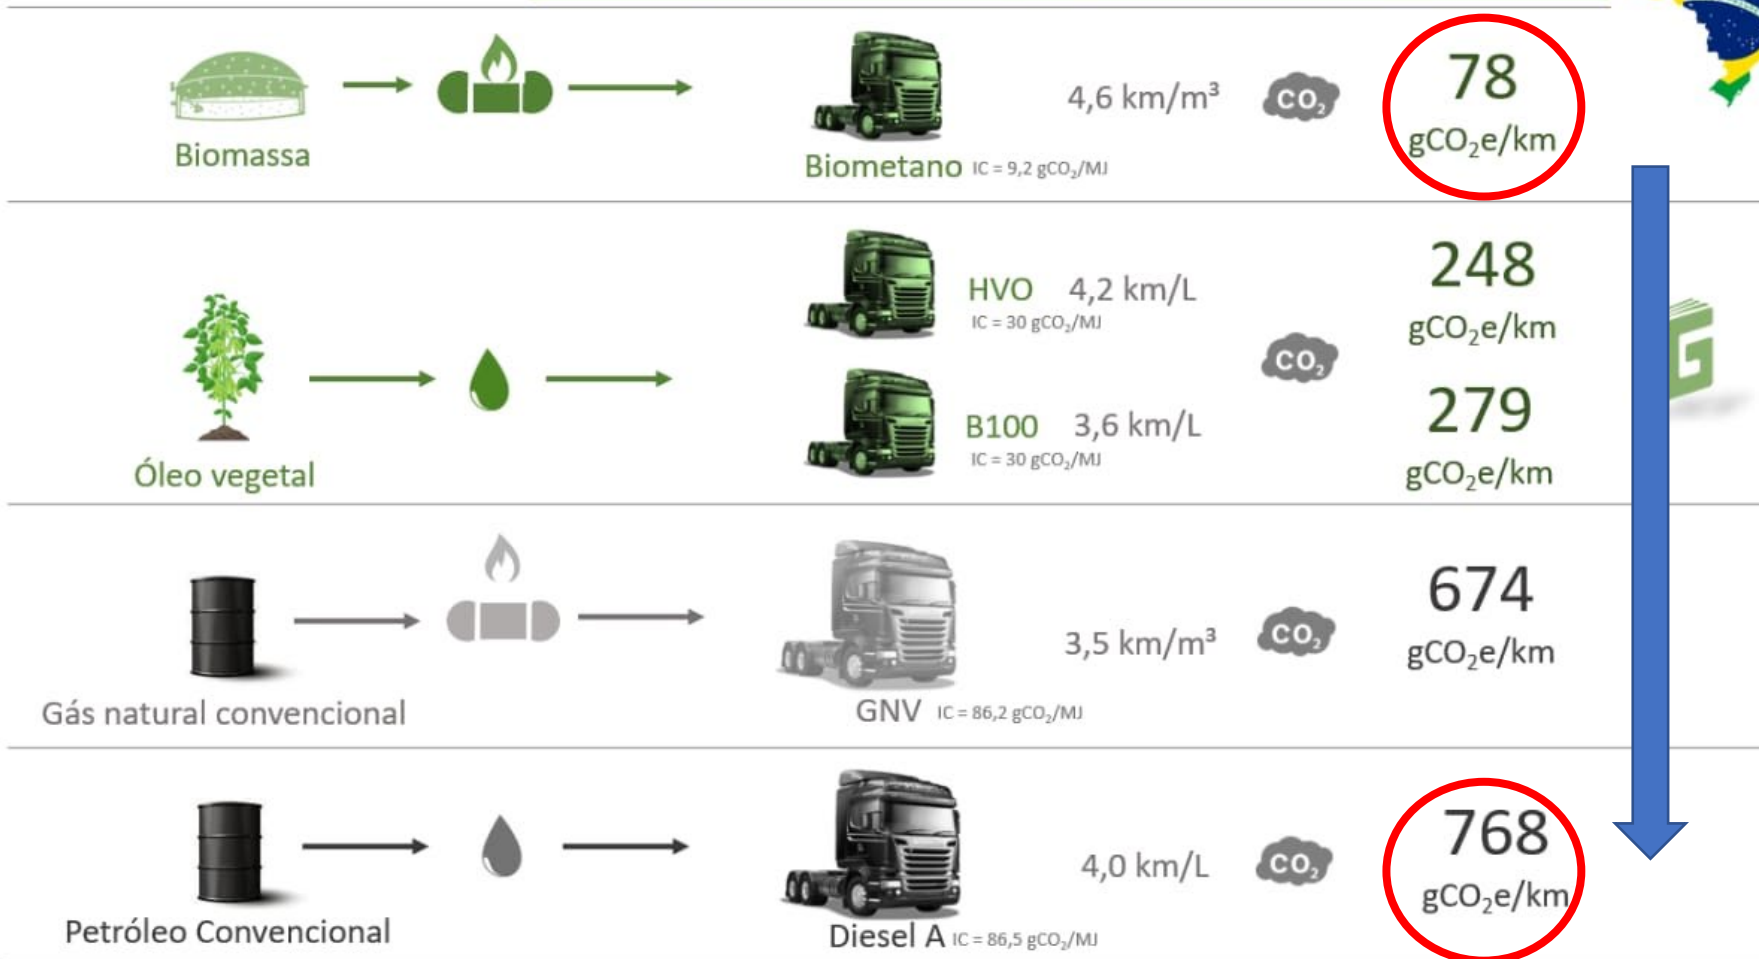 4,6 km/m³
CO₂
78
gCO₂e/km
Biomassa
Biometano IC = 9,2 gCO₂/MJ
HVO 4,2 km/L
IC = 30 gCO₂/MJ
248
gCO₂e/km
CO₂
B100 3,6 km/L
IC = 30 gCO₂/MJ
279
gCO₂e/km
Óleo vegetal
G
3,5 km/m³
CO₂
674
gCO₂e/km
Gás natural convencional
GNV IC = 86,2 gCO₂/MJ
4,0 km/L
CO₂
768
gCO₂e/km
Petróleo Convencional
Diesel A IC = 86,5 gCO₂/MJ